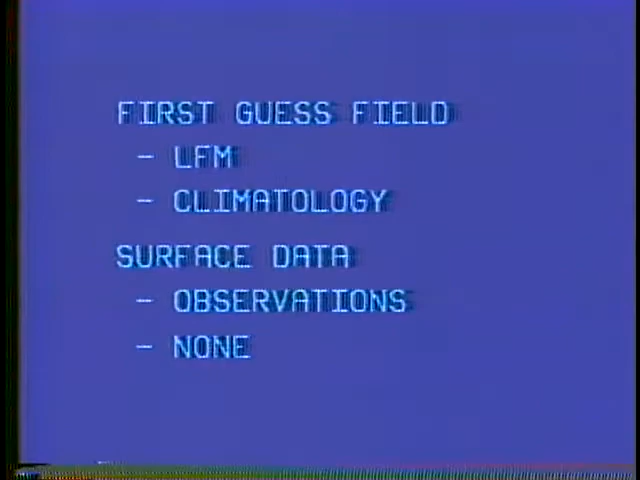 FIRST GUESS FIELD
- LFM
- CLIMATOLOGY
SURFACE DATA
- OBSERVATIONS
- NONE